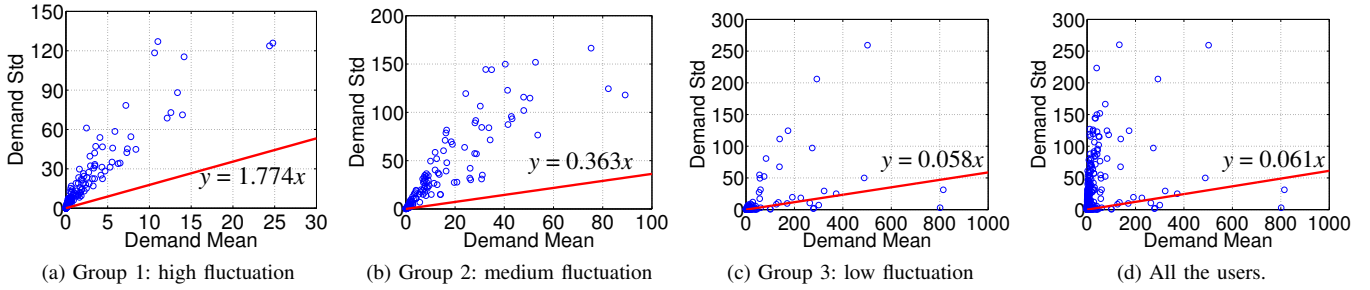 150
120
90
60
30
0
Demand Std
0 5 10 15 20 25 30
Demand Mean
y = 1.774x
(a) Group 1: high fluctuation
200
150
100
50
0
Demand Std
0 20 40 60 80 100
Demand Mean
y = 0.363x
(b) Group 2: medium fluctuation
300
250
200
150
100
50
0
Demand Std
0 200 400 600 800 1000
Demand Mean
y = 0.058x
(c) Group 3: low fluctuation
300
250
200
150
100
50
0
Demand Std
0 200 400 600 800 1000
Demand Mean
y = 0.061x
(d) All the users.